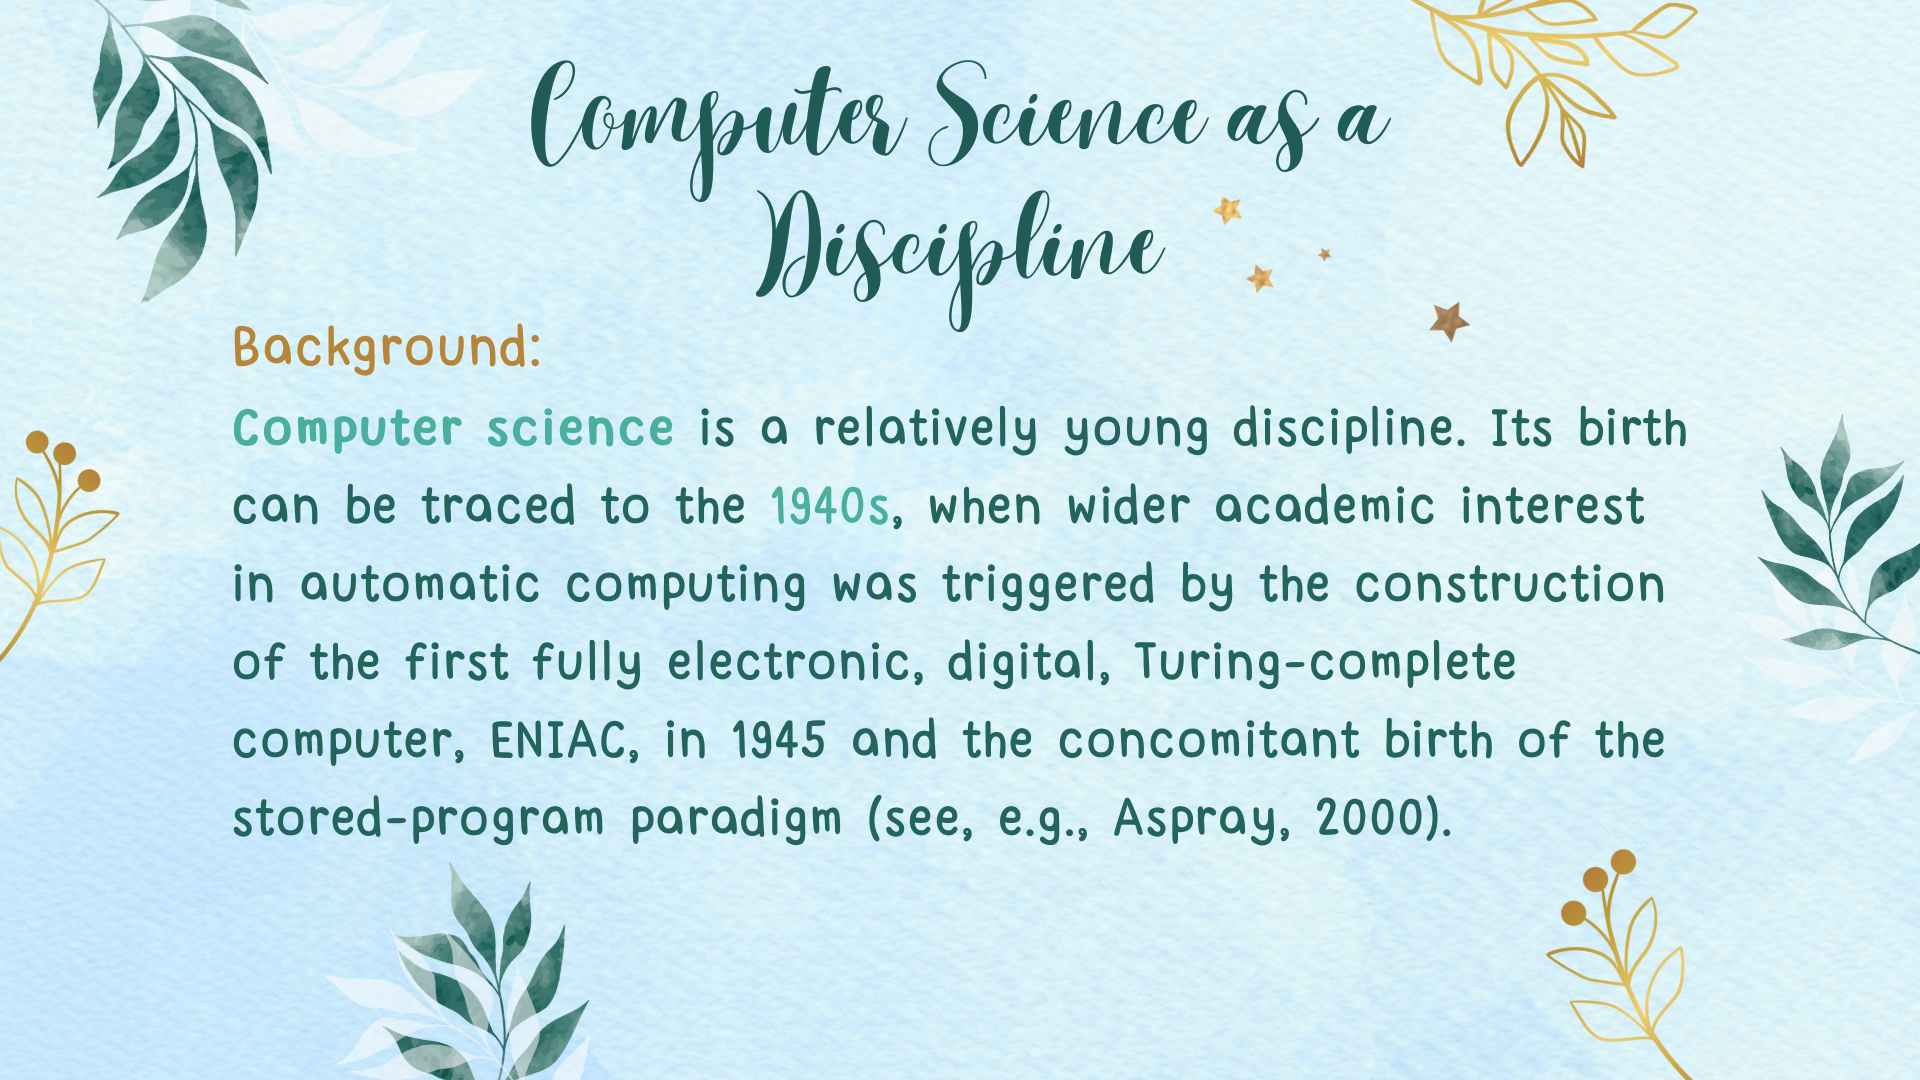 Computer Science as a
Discipline
Background:
Computer science is a relatively young discipline. Its birth
can be traced to the 1940s, when wider academic interest
in automatic computing was triggered by the construction
of the first fully electronic, digital, Turing-complete
computer, ENIAC, in 1945 and the concomitant birth of the
stored-program paradigm (see, e.g., Aspray, 2000).